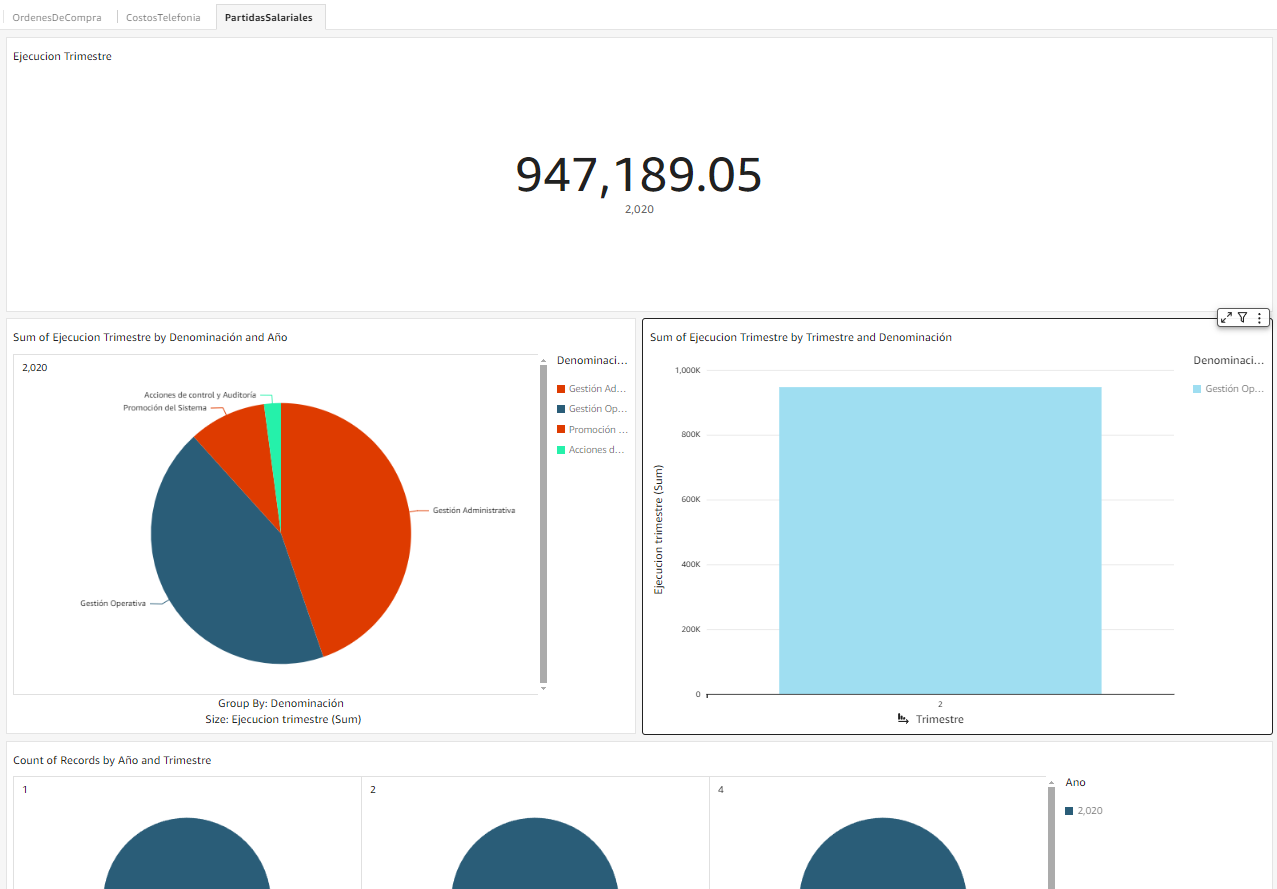 OrdenesDeCompra
CostosTelefonia
PartidasSalariales
Ejecucion Trimestre
947,189.05
2,020
Sum of Ejecucion Trimestre by Denominación and Año
2,020
Acciones de control y Auditoría
Promoción del Sistema
Gestión Administrativa
Gestión Operativa
Group By: Denominación
Size: Ejecucion trimestre (Sum)
Denominaci...
Gestión Ad...
Gestión Op...
Promoción ...
Acciones d...
Sum of Ejecucion Trimestre by Trimestre and Denominación
1,000K
800K
600K
400K
200K
0
Ejecucion trimestre (Sum)
2
Trimestre
Denominaci...
Gestión Op...
Count of Records by Año and Trimestre
1
2
4
Ano
2,020